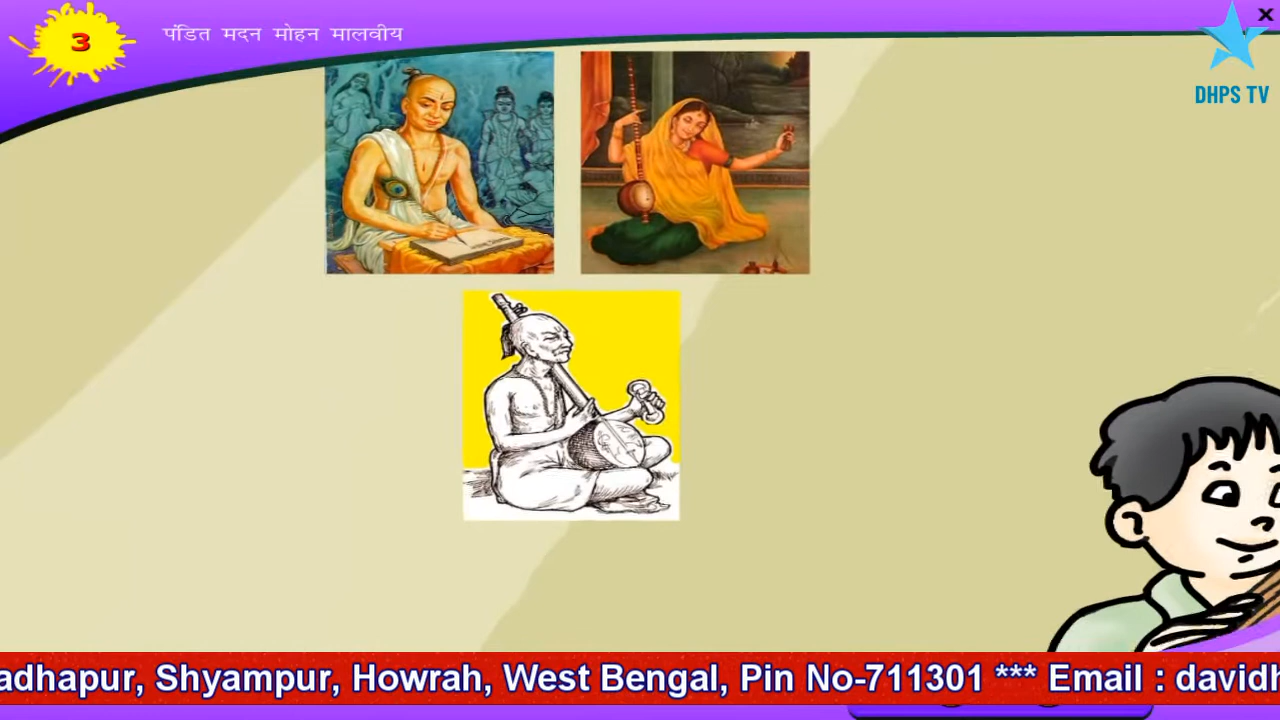 3
पंडित मदन मोहन मालवीय
x
DHPS TV
adhapur, Shyampur, Howrah, West Bengal, Pin No-711301 *** Email : davidh